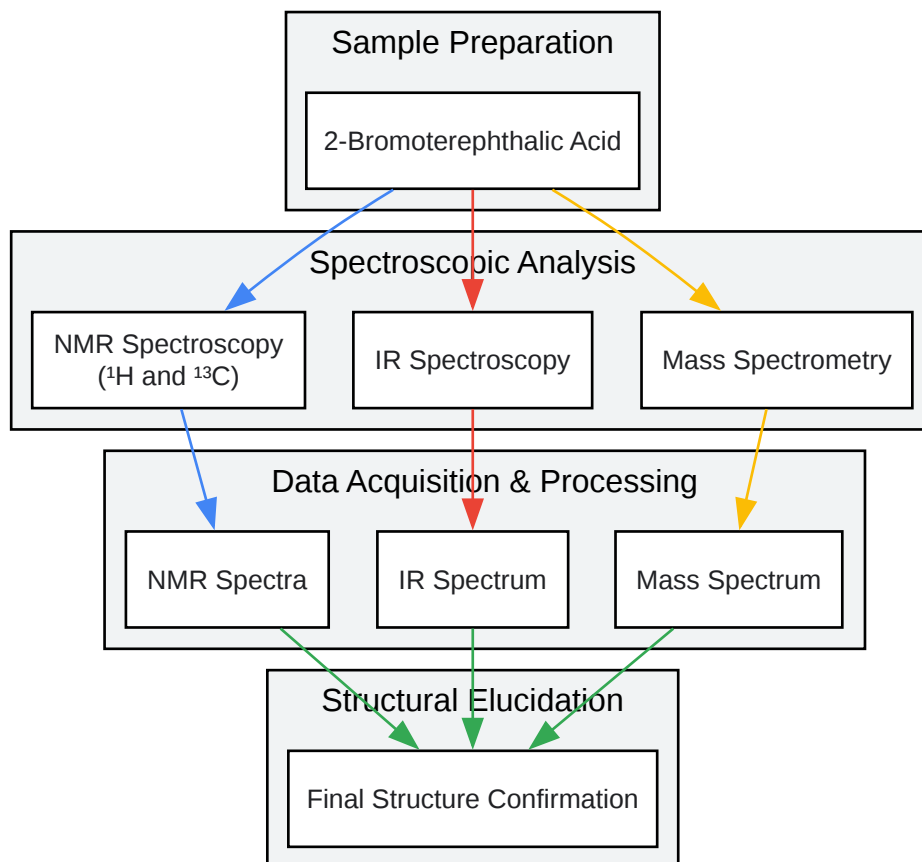 Sample Preparation
2-Bromoterephthalic Acid
Spectroscopic Analysis
NMR Spectroscopy
(¹H and ¹³C)
IR Spectroscopy
Mass Spectrometry
Data Acquisition & Processing
NMR Spectra
IR Spectrum
Mass Spectrum
Structural Elucidation
Final Structure Confirmation